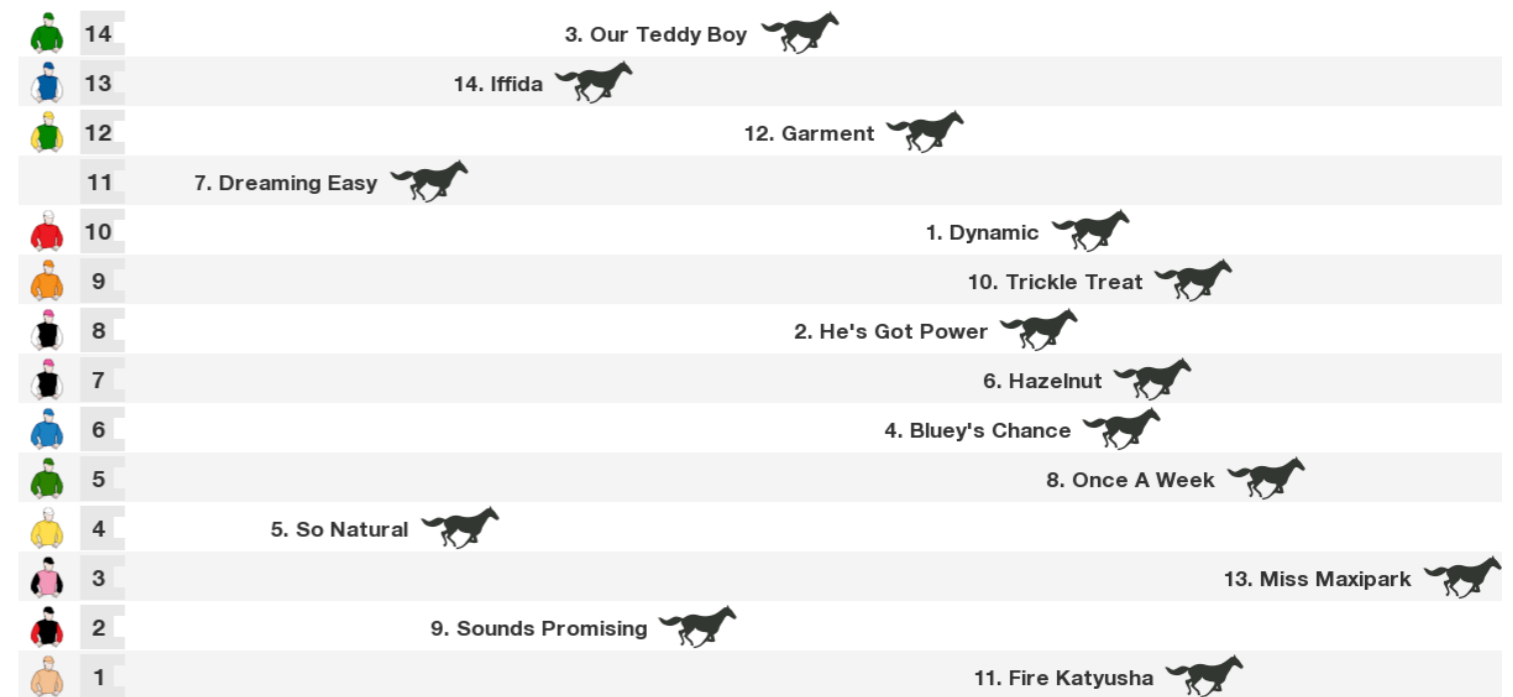 14 3. Our Teddy Boy
13 14. Iffida
12 12. Garment
11 7. Dreaming Easy
10 1. Dynamic
9 10. Trickle Treat
8 2. He's Got Power
7 6. Hazelnut
6 4. Bluey's Chance
5 8. Once A Week
4 5. So Natural
3 13. Miss Maxipark
2 9. Sounds Promising
1 11. Fire Katyusha